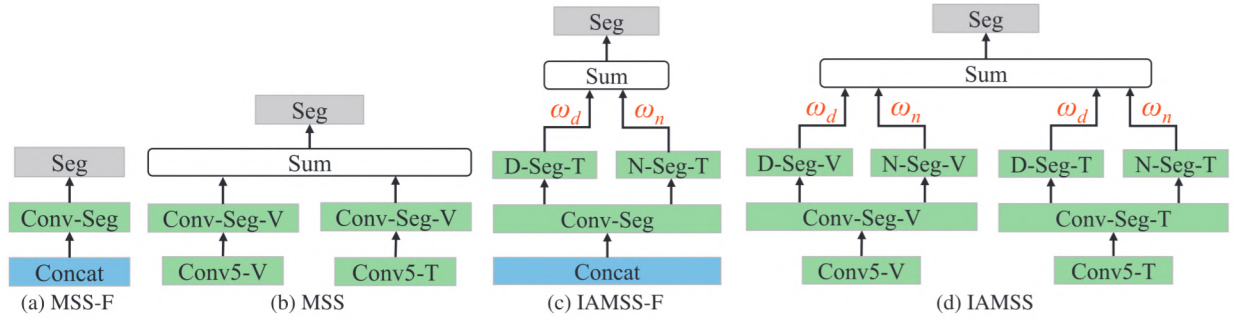 Seg
Conv-Seg
Concat
(a) MSS-F
Seg
Sum
Conv-Seg-V
Conv-Seg-V
Conv5-V
Conv5-T
(b) MSS
Seg
Sum
ω_d
ω_n
D-Seg-T
N-Seg-T
Conv-Seg
Concat
(c) IAMSS-F
Seg
Sum
ω_d
ω_n
ω_d
ω_n
D-Seg-V
N-Seg-V
D-Seg-T
N-Seg-T
Conv-Seg-V
Conv-Seg-T
Conv5-V
Conv5-T
(d) IAMSS